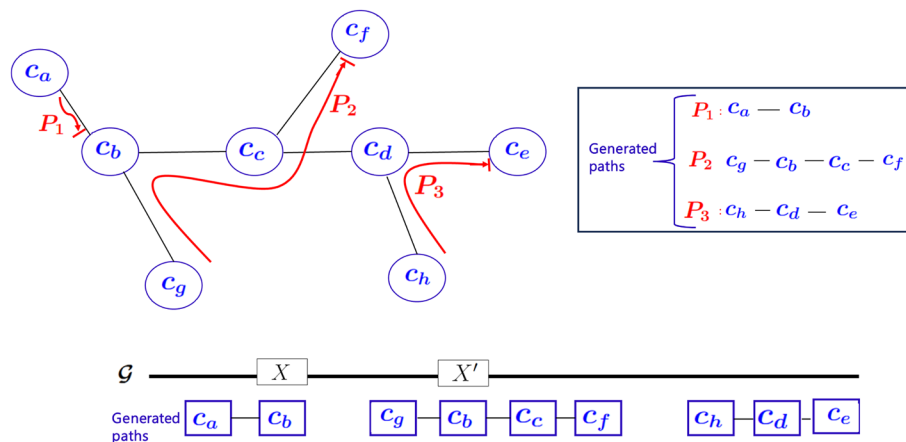 c_f
c_a
P_1
P_2
c_b
c_c
c_d
c_e
P_3
c_g
c_h
Generated paths
P_1 : c_a — c_b
P_2 c_g — c_b — c_c — c_f
P_3 : c_h — c_d — c_e
𝒢 X X′
Generated paths
c_a c_b c_g c_b c_c c_f c_h c_d c_e